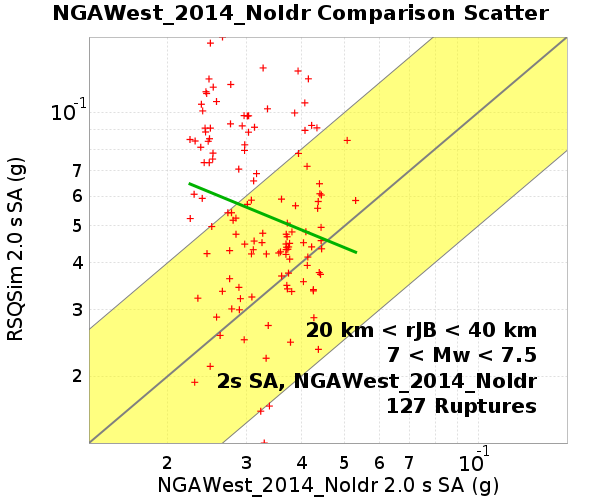 NGAWest_2014_NoIdr Comparison Scatter
RSQSim 2.0 s SA (g)
10-1
7
6
5
4
3
2
20 km < rJB < 40 km
7 < Mw < 7.5
2s SA, NGAWest_2014_NoIdr
127 Ruptures
2 3 4 5 6 7 10-1
NGAWest_2014_NoIdr 2.0 s SA (g)